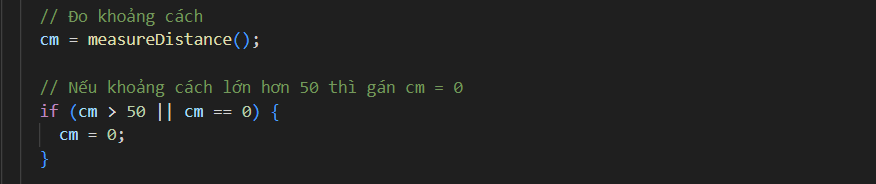 // Đo khoảng cách
cm = measureDistance();
// Nếu khoảng cách lớn hơn 50 thì gán cm = 0
if (cm > 50 || cm == 0) {
cm = 0;
}